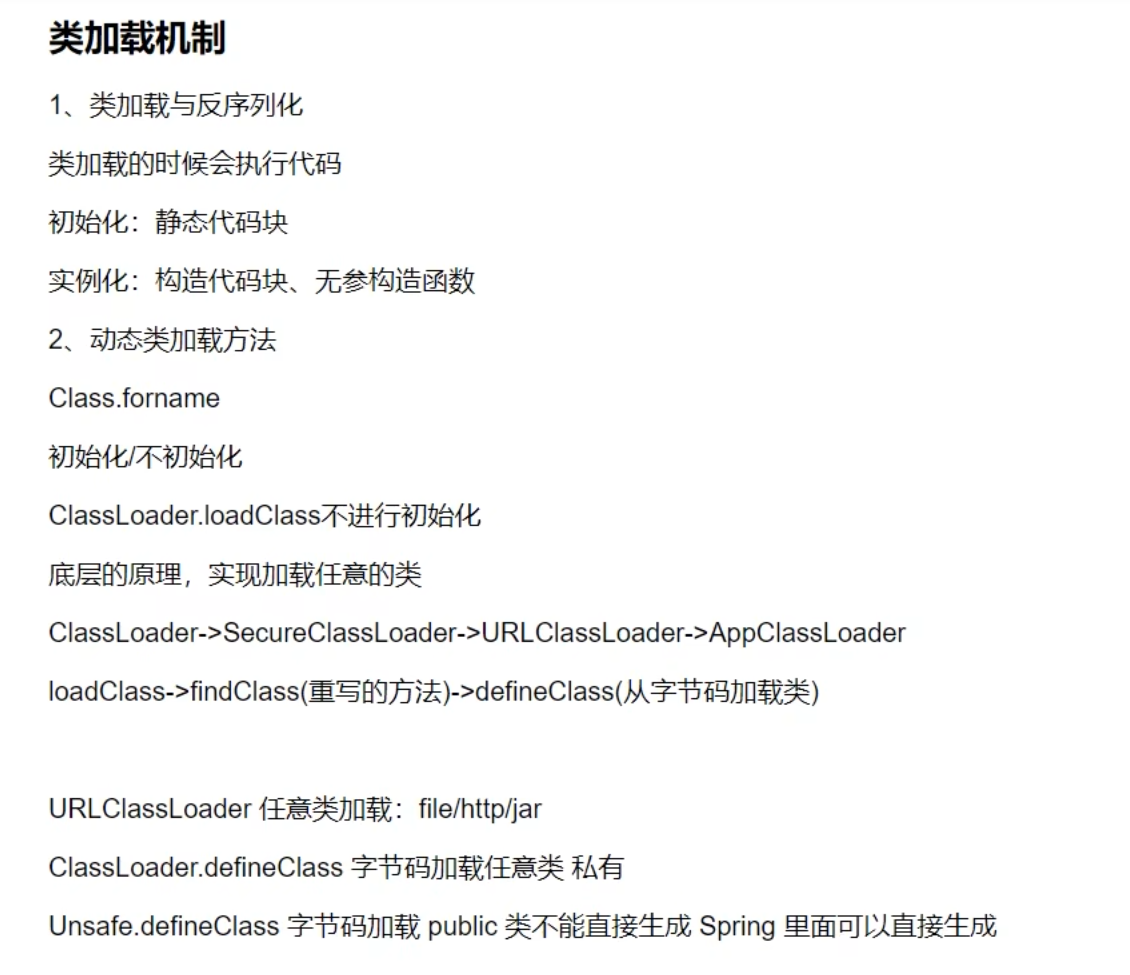 类加载机制
1、类加载与反序列化
类加载的时候会执行代码
初始化：静态代码块
实例化：构造代码块、无参构造函数
2、动态类加载方法
Class.forname
初始化/不初始化
ClassLoader.loadClass不进行初始化
底层的原理，实现加载任意的类
ClassLoader->SecureClassLoader->URLClassLoader->AppClassLoader
loadClass->findClass(重写的方法)->defineClass(从字节码加载类)
URLClassLoader 任意类加载：file/http/jar
ClassLoader.defineClass 字节码加载任意类 私有
Unsafe.defineClass 字节码加载 public 类不能直接生成 Spring 里面可以直接生成